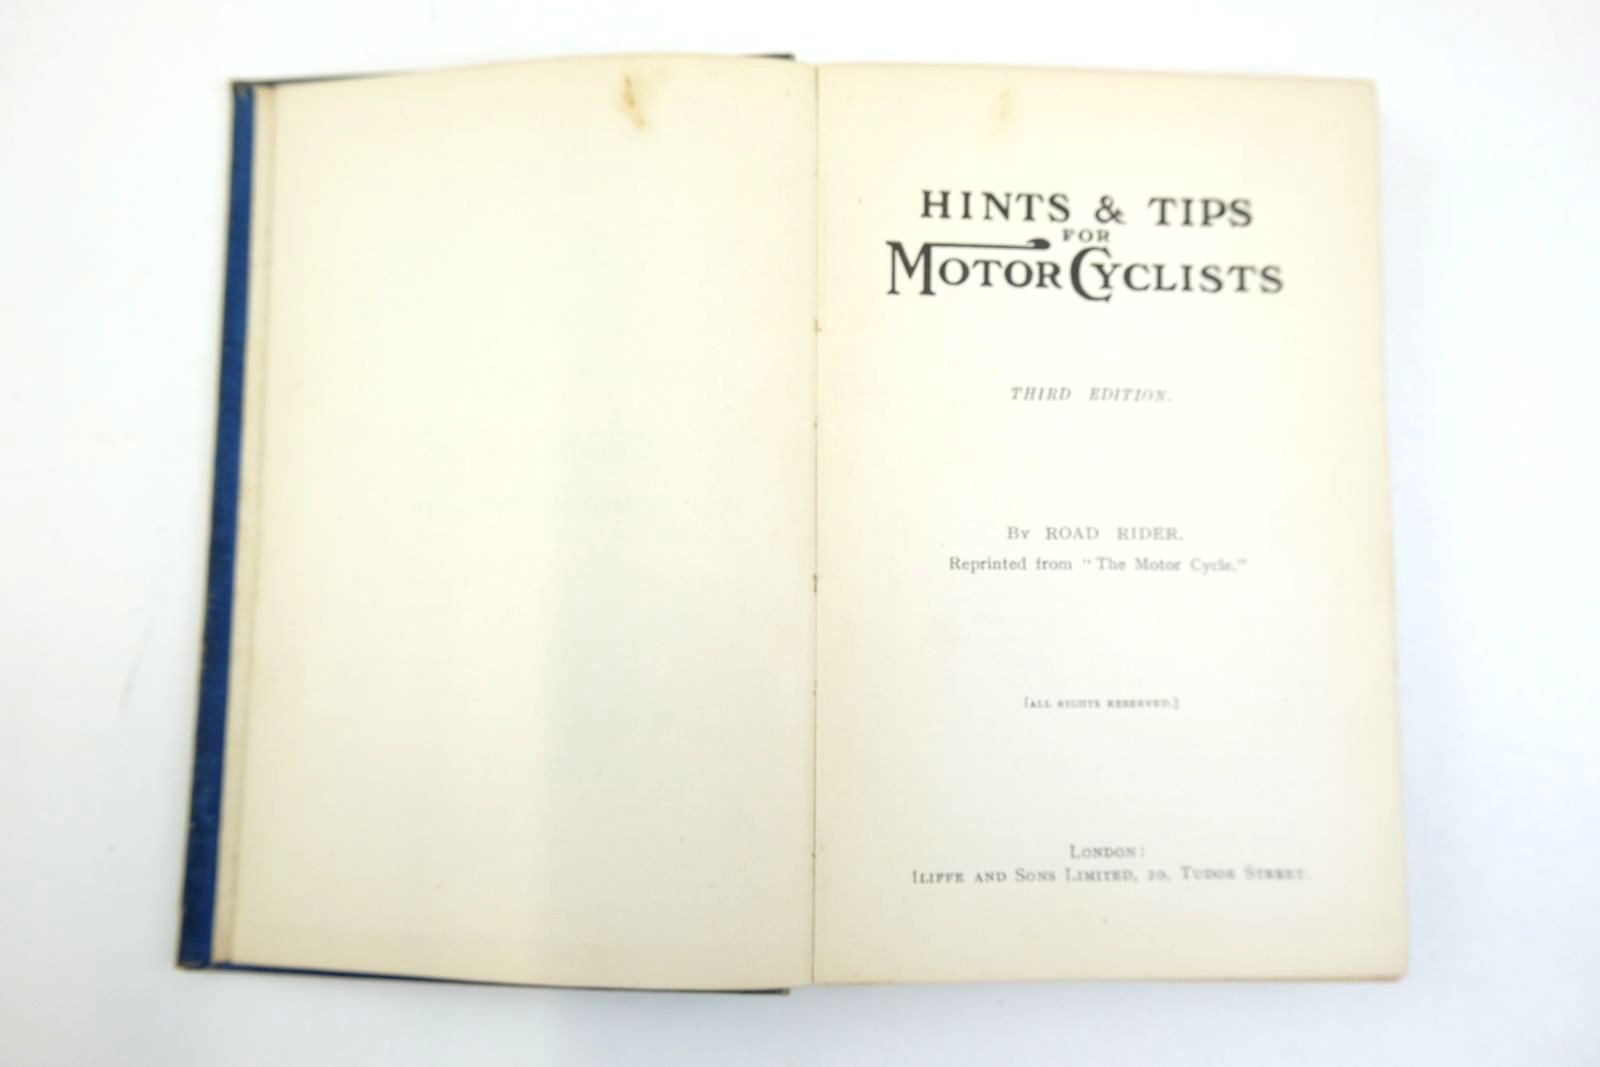 HINTS & TIPS
FOR
MOTOR CYCLISTS
THIRD EDITION.
By ROAD RIDER.
Reprinted from "The Motor Cycle."
[ALL RIGHTS RESERVED.]
LONDON:
ILIFFE AND SONS LIMITED, 20, TUDOR STREET.